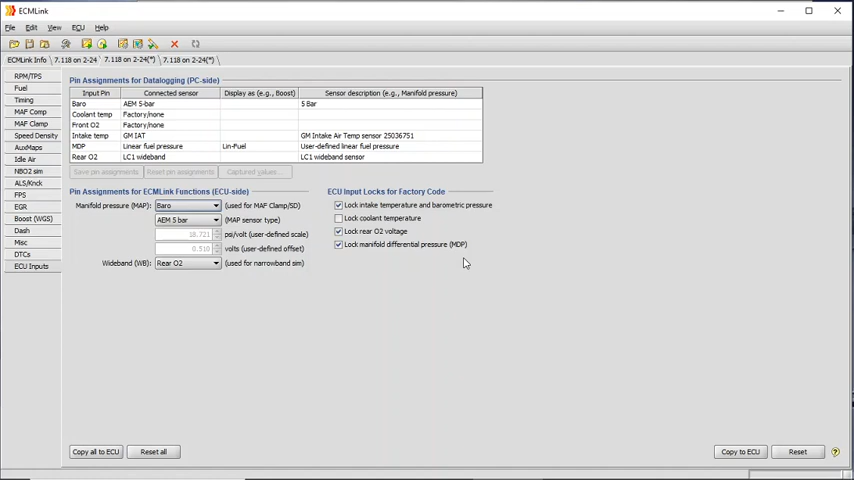 ECMLink
File Edit View ECU Help
ECMLink Info 7.118 on 2-24 7.118 on 2-24(*) 7.118 on 2-24(*)
RPM/TPS
Fuel
Timing
MAF Comp
MAF Clamp
Speed Density
AuxMaps
Idle Air
NBO2 sim
ALS/Knck
FPS
EGR
Boost (WGS)
Dash
Misc
DTCs
ECU Inputs
Pin Assignments for Datalogging (PC-side)
Input Pin Connected sensor Display as (e.g., Boost) Sensor description (e.g., Manifold pressure)
Baro AEM 5-bar 5 Bar
Coolant temp Factory/none
Front O2 Factory/none
Intake temp GM IAT GM Intake Air Temp sensor 25036751
MDP Linear fuel pressure Lin-Fuel User-defined linear fuel pressure
Rear O2 LC1 wideband LC1 wideband sensor
Save pin assignments Reset pin assignments Captured values...
Pin Assignments for ECMLink Functions (ECU-side)
Manifold pressure (MAP): Baro (used for MAF Clamp/SD)
AEM 5 bar (MAP sensor type)
18.721 psi/volt (user-defined scale)
0.510 volts (user-defined offset)
Wideband (WB): Rear O2 (used for narrowband sim)
ECU Input Locks for Factory Code
Lock intake temperature and barometric pressure
Lock coolant temperature
Lock rear O2 voltage
Lock manifold differential pressure (MDP)
Copy all to ECU Reset all Copy to ECU Reset ?